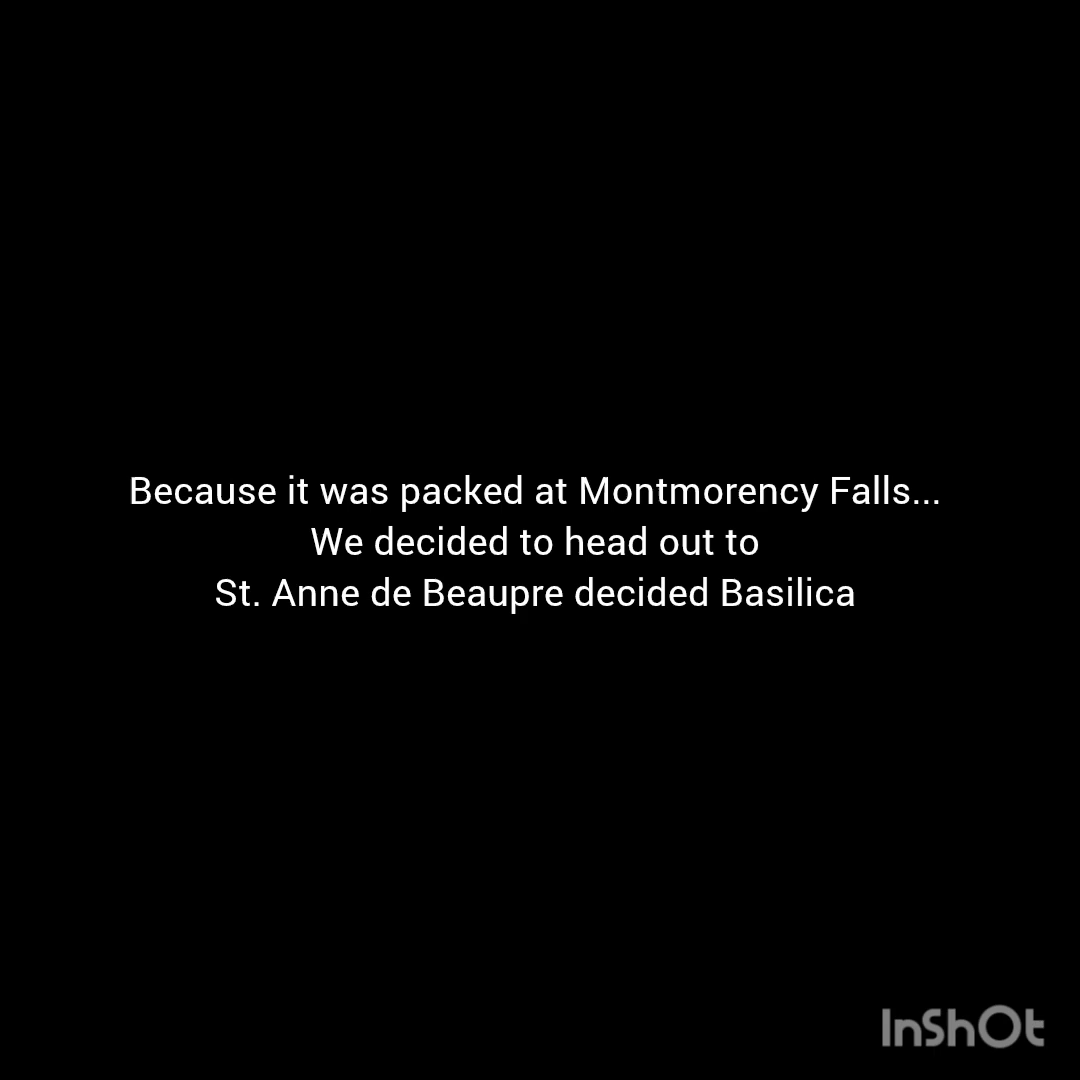 Because it was packed at Montmorency Falls...
We decided to head out to
St. Anne de Beaupre decided Basilica
InShOt